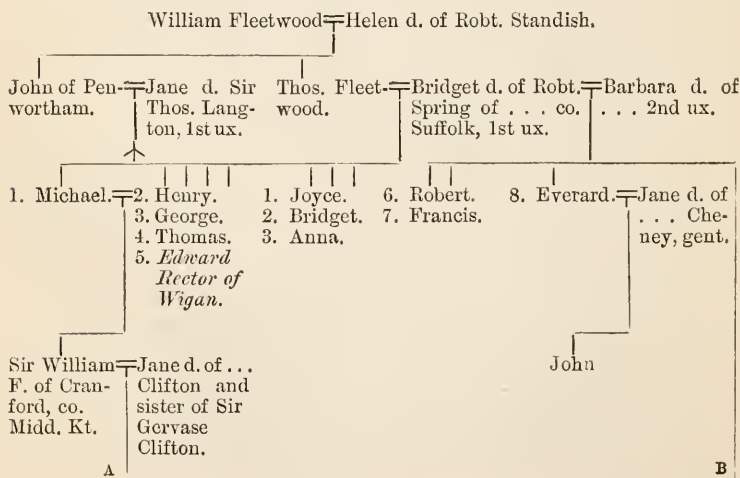 William Fleetwood = Helen d. of Robt. Standish.
John of Pen-
wortham. = Jane d. Sir
Thos. Lang-
ton, 1st ux.
Thos. Fleet-
wood. = Bridget d. of Robt.
Spring of . . . co.
Suffolk, 1st ux. = Barbara d. of
. . . 2nd ux.
1. Michael. =
2. Henry.
3. George.
4. Thomas.
5. Edward
Rector of
Wigan.
1. Joyce.
2. Bridget.
3. Anna.
6. Robert.
7. Francis.
8. Everard. = Jane d. of
. . . Che-
ney, gent.
Sir William
F. of Cran-
ford, co.
Midd. Kt. = Jane d. of ...
Clifton and
sister of Sir
Gervase
Clifton.
John
A
B